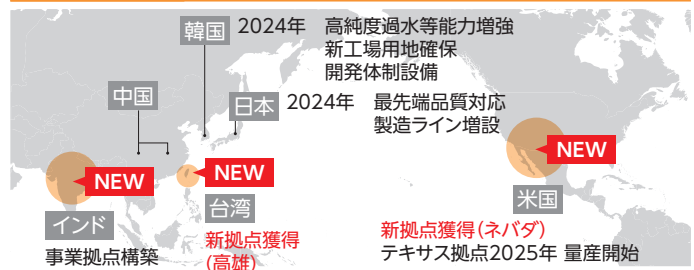 韓国 2024年 高純度過水等能力増強
新工場用地確保
開発体制設備
中国
日本 2024年 最先端品質対応
製造ライン増設
NEW
NEW
NEW
インド
事業拠点構築
台湾
新拠点獲得
(高雄)
米国
新拠点獲得(ネバダ)
テキサス拠点2025年 量産開始